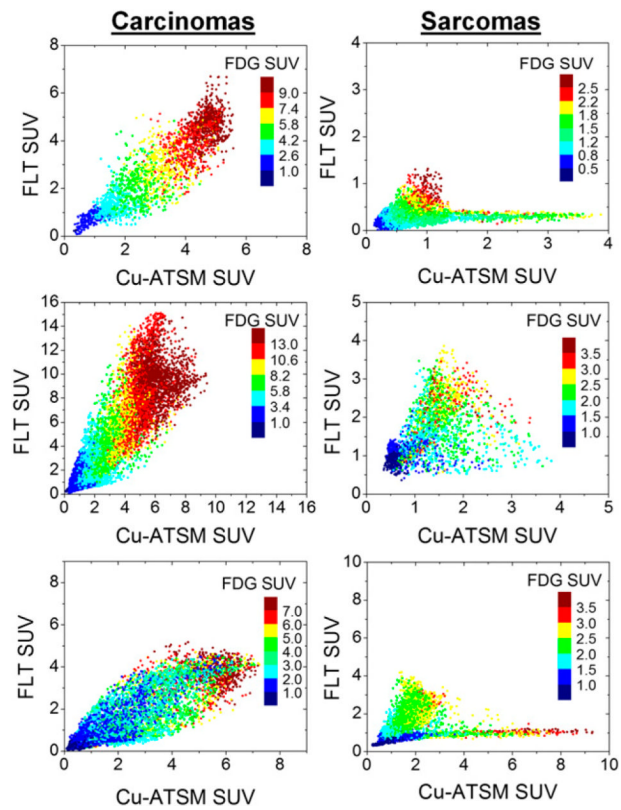 Carcinomas
Sarcomas
8
6
4
2
0
FLT SUV
FDG SUV
9.0
7.4
5.8
4.2
2.6
1.0
0 2 4 6 8
Cu-ATSM SUV
4
3
2
1
0
FLT SUV
FDG SUV
2.5
2.2
1.8
1.5
1.2
0.8
0.5
0 1 2 3 4
Cu-ATSM SUV
16
14
12
10
8
6
4
2
0
FLT SUV
FDG SUV
13.0
10.6
8.2
5.8
3.4
1.0
0 2 4 6 8 10 12 14 16
Cu-ATSM SUV
5
4
3
2
1
0
FLT SUV
FDG SUV
3.5
3.0
2.5
2.0
1.5
1.0
0 1 2 3 4 5
Cu-ATSM SUV
8
6
4
2
0
FLT SUV
FDG SUV
7.0
6.0
5.0
4.0
3.0
2.0
1.0
0 2 4 6 8
Cu-ATSM SUV
10
8
6
4
2
0
FLT SUV
FDG SUV
3.5
3.0
2.5
2.0
1.5
1.0
0 2 4 6 8 10
Cu-ATSM SUV